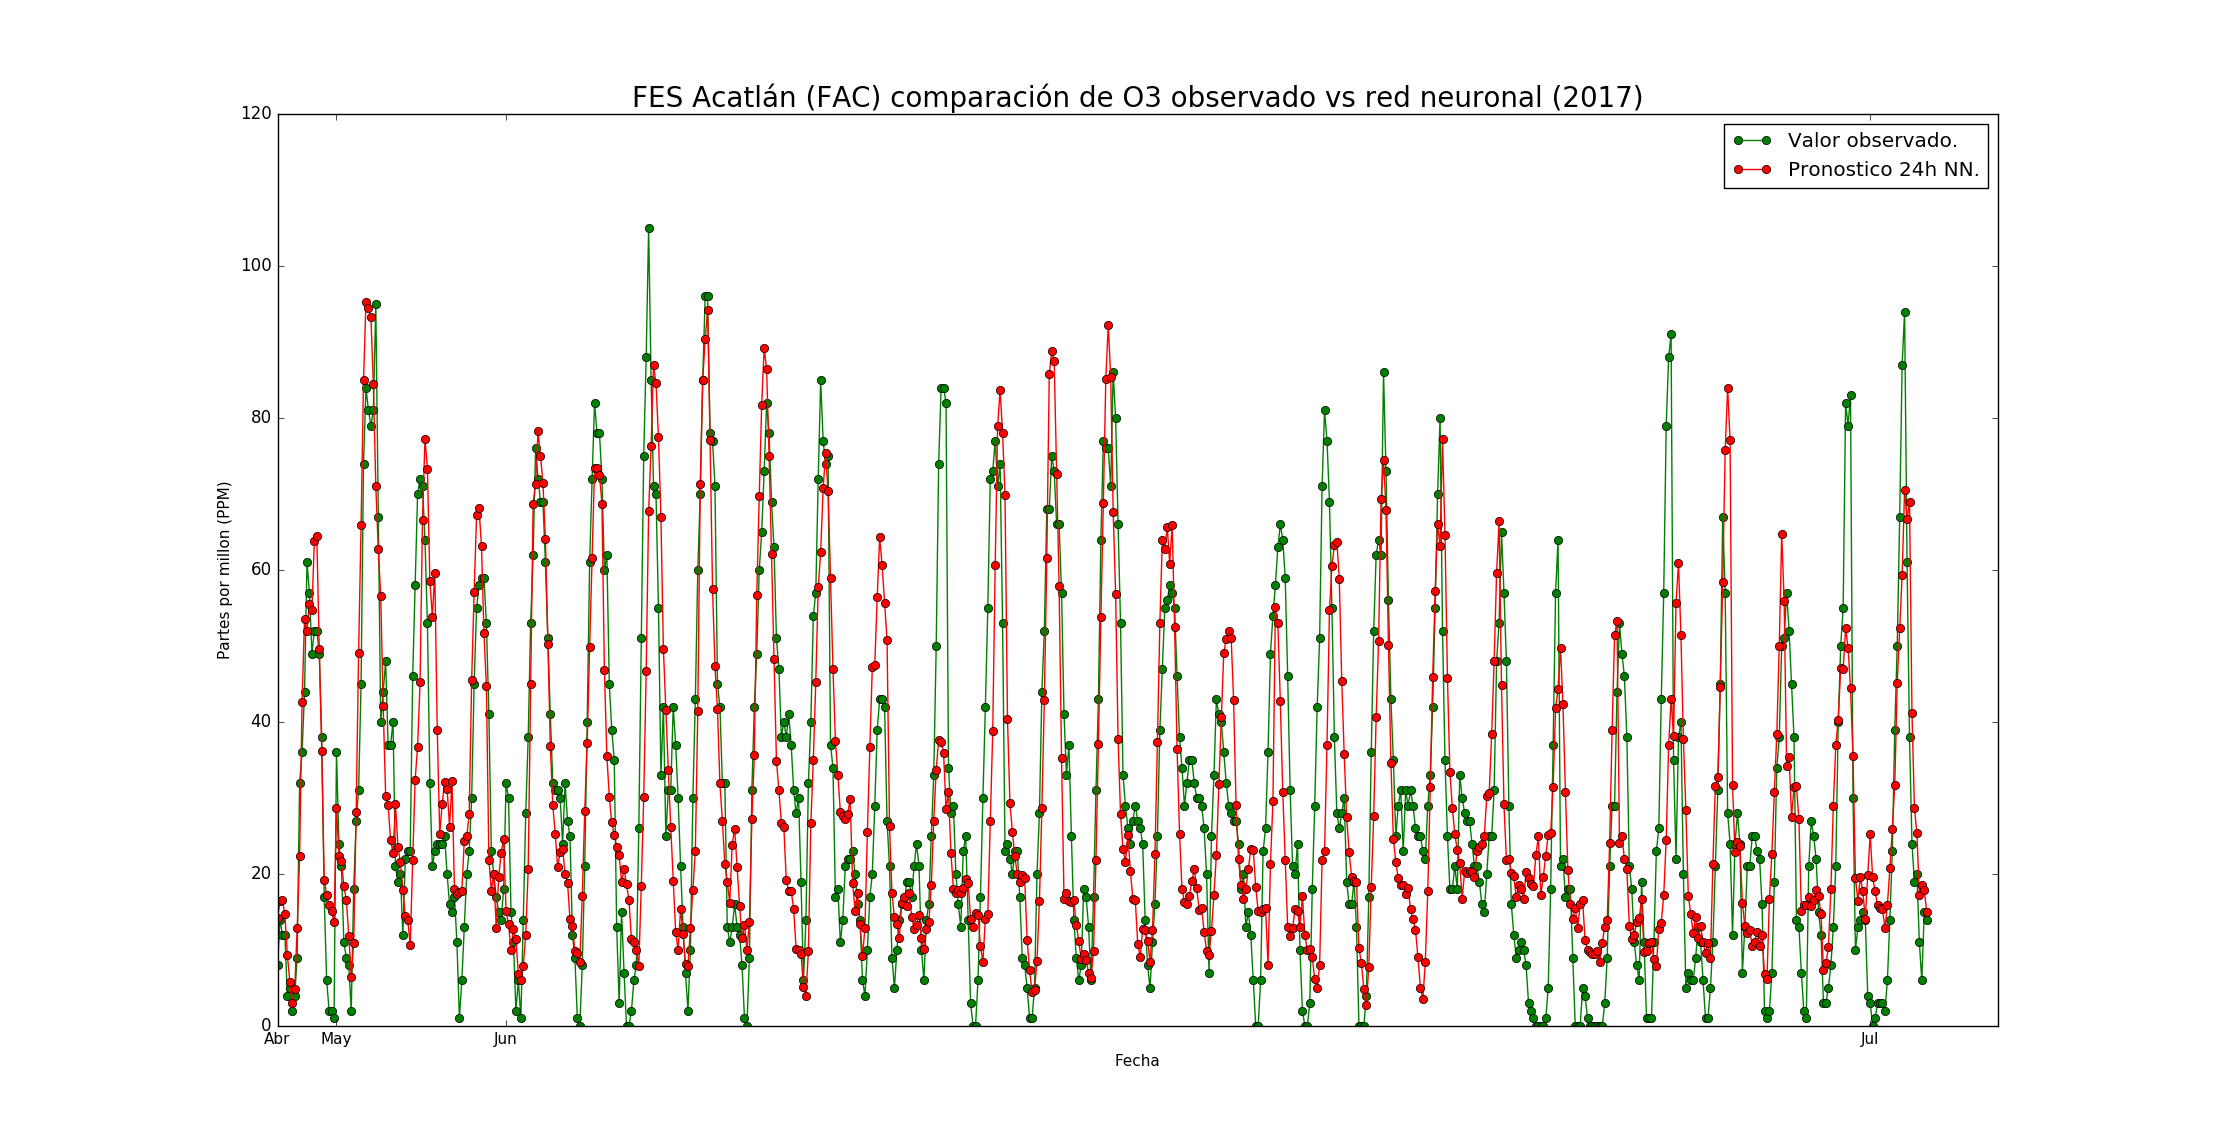 FES Acatlán (FAC) comparación de O3 observado vs red neuronal (2017)
120
100
80
60
40
20
0
Partes por millon (PPM)
Valor observado.
Pronostico 24h NN.
Abr May Jun Jul
Fecha